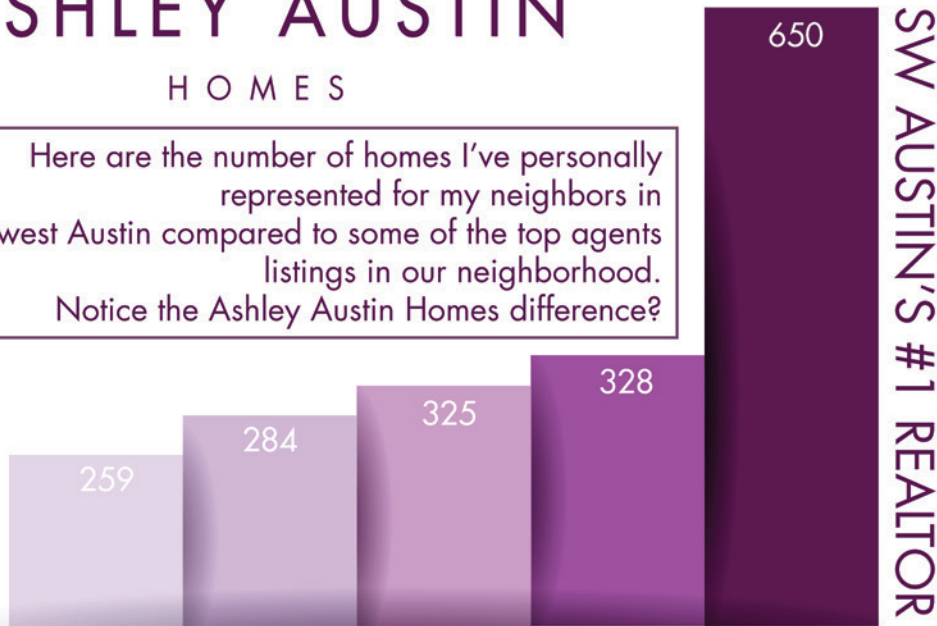 SHLEY AUSTIN
HOMES
Here are the number of homes I've personally
represented for my neighbors in
west Austin compared to some of the top agents
listings in our neighborhood.
Notice the Ashley Austin Homes difference?
650
328
325
284
259
SW AUSTIN'S #1 REALTOR